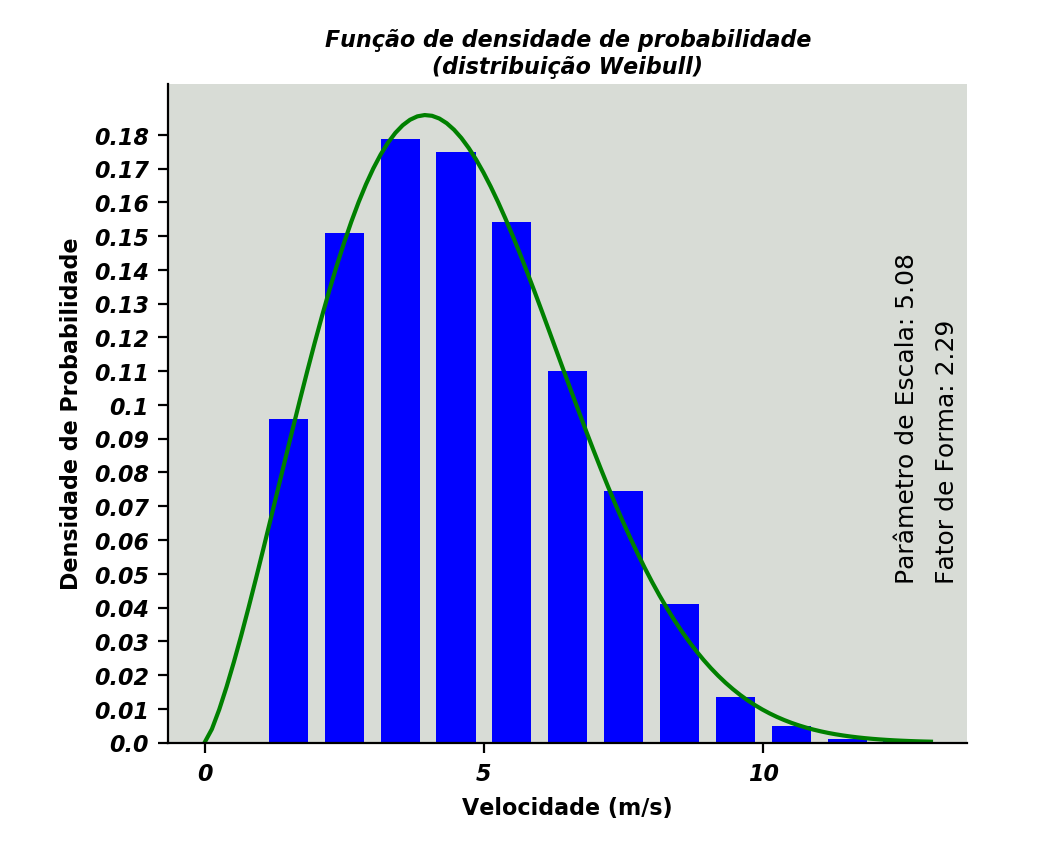 Função de densidade de probabilidade
(distribuição Weibull)
Densidade de Probabilidade
0.18
0.17
0.16
0.15
0.14
0.13
0.12
0.11
0.1
0.09
0.08
0.07
0.06
0.05
0.04
0.03
0.02
0.01
0.0
0 5 10
Velocidade (m/s)
Parâmetro de Escala: 5.08
Fator de Forma: 2.29